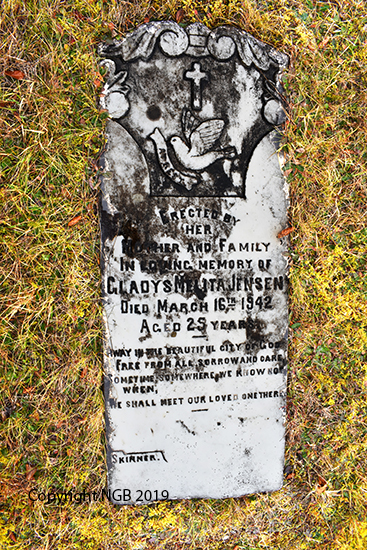 ERECTED BY
HER
MOTHER AND FAMILY
IN LOVING MEMORY OF
GLADYS MELITA JENSEN
DIED MARCH 16TH 1942
AGED 25 YEARS
AWAY IN THE BEAUTIFUL CITY OF GOD
FREE FROM ALL SORROW AND CARE
SOMETIME, SOMEWHERE, WE KNOW NOT
WHEN,
WE SHALL MEET OUR LOVED ONE THERE
SKINNER.
Copyright NGB 2019